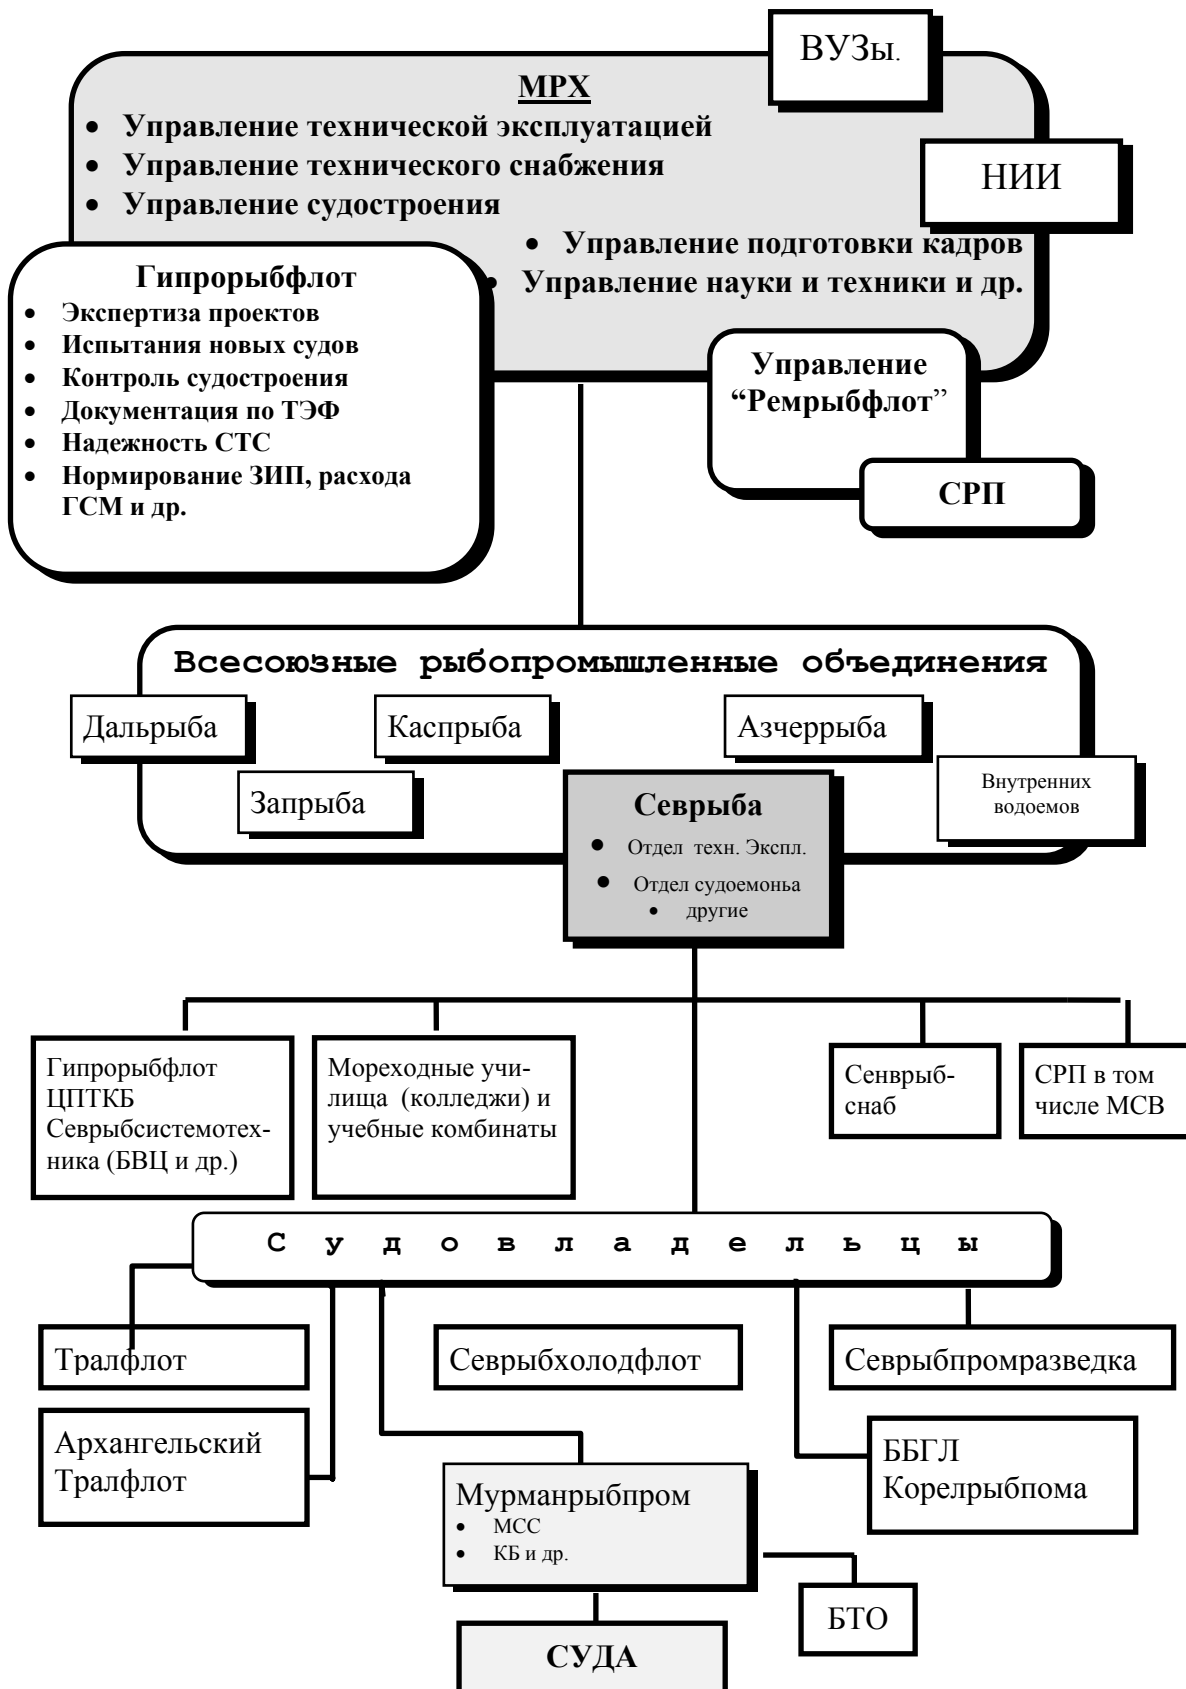 ВУЗы.
МРХ
• Управление технической эксплуатацией
• Управление технического снабжения
• Управление судостроения
НИИ
• Управление подготовки кадров
• Управление науки и техники и др.
Гипрорыбфлот
• Экспертиза проектов
• Испытания новых судов
• Контроль судостроения
• Документация по ТЭФ
• Надежность СТС
• Нормирование ЗИП, расхода
ГСМ и др.
Управление
“Ремрыбфлот”
СРП
Всесоюзные рыбопромышленные объединения
Дальрыба
Каспрыба
Азчеррыба
Запрыба
Севрыба
• Отдел техн. Экспл.
• Отдел судоемоньа
• другие
Внутренних
водоемов
Гипрорыбфлот
ЦПТКБ
Севрыбсистемотех-
ника (БВЦ и др.)
Мореходные учи-
лища (колледжи) и
учебные комбинаты
Сенврыб-
снаб
СРП в том
числе МСВ
С у д о в л а д е л ь ц ы
Тралфлот
Севрыбхолодфлот
Севрыбпромразведка
Архангельский
Тралфлот
Мурманрыбпром
• МСС
• КБ и др.
ББГЛ
Корелрыбпома
БТО
СУДА